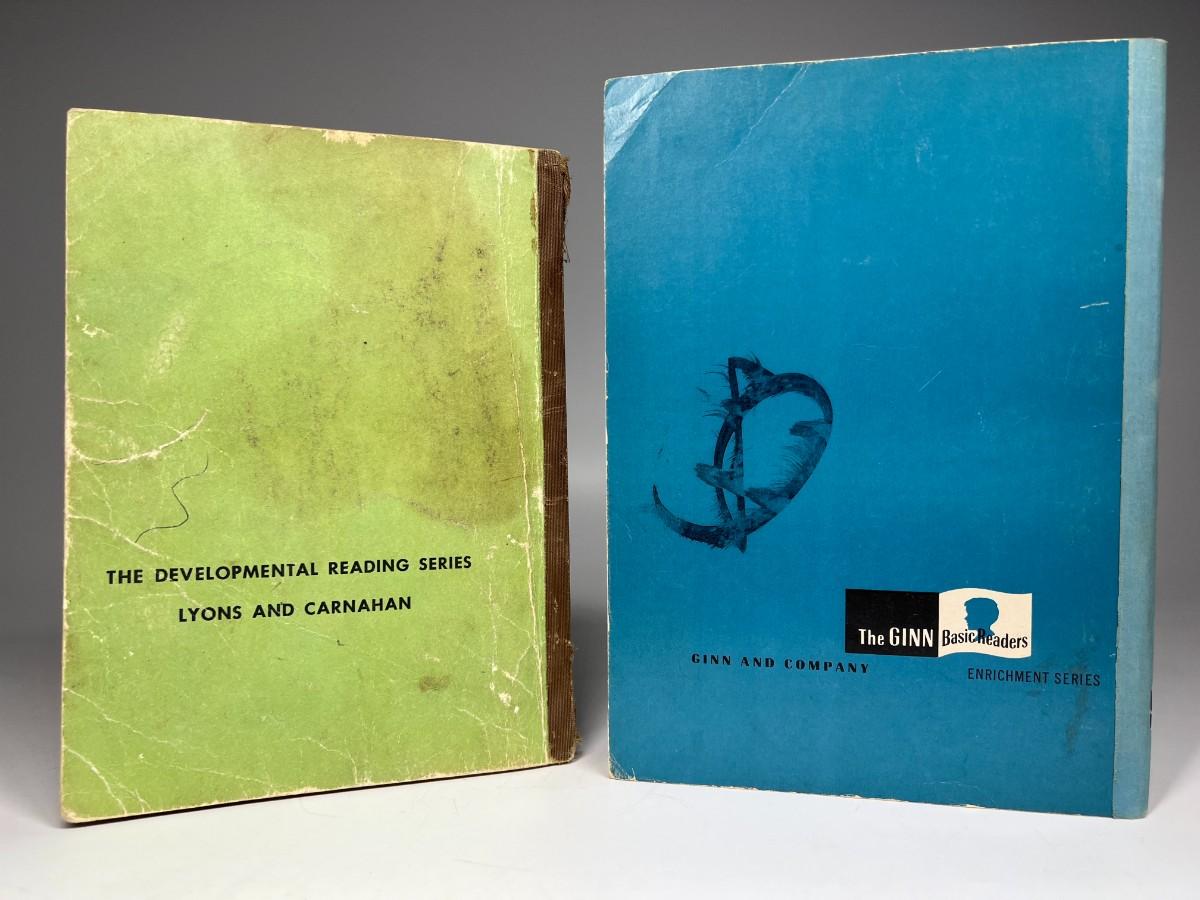 THE DEVELOPMENTAL READING SERIES
LYONS AND CARNAHAN
The GINN Basic Readers
GINN AND COMPANY
ENRICHMENT SERIES